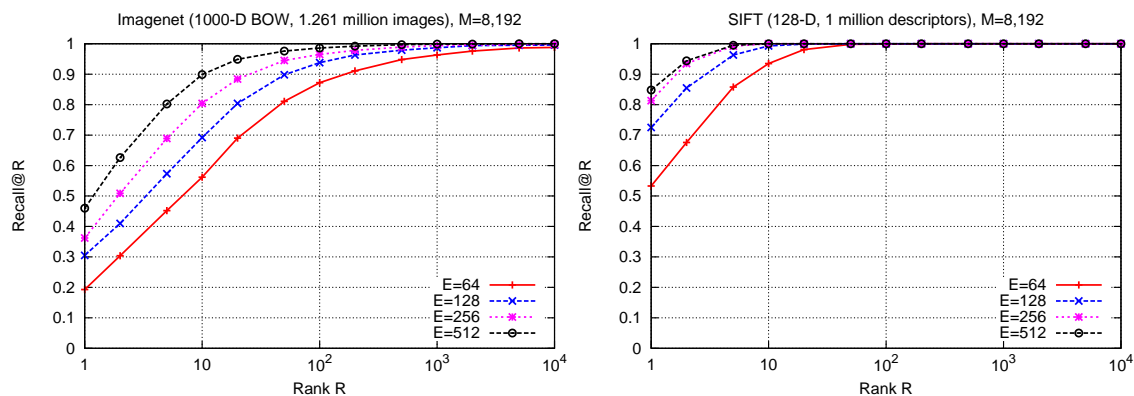 Imagenet (1000-D BOW, 1.261 million images), M=8,192
1
0.9
0.8
0.7
0.6
0.5
0.4
0.3
0.2
0.1
0
Recall@R
1
10
10²
10³
10⁴
Rank R
E=64
E=128
E=256
E=512
SIFT (128-D, 1 million descriptors), M=8,192
1
0.9
0.8
0.7
0.6
0.5
0.4
0.3
0.2
0.1
0
Recall@R
1
10
10²
10³
10⁴
Rank R
E=64
E=128
E=256
E=512